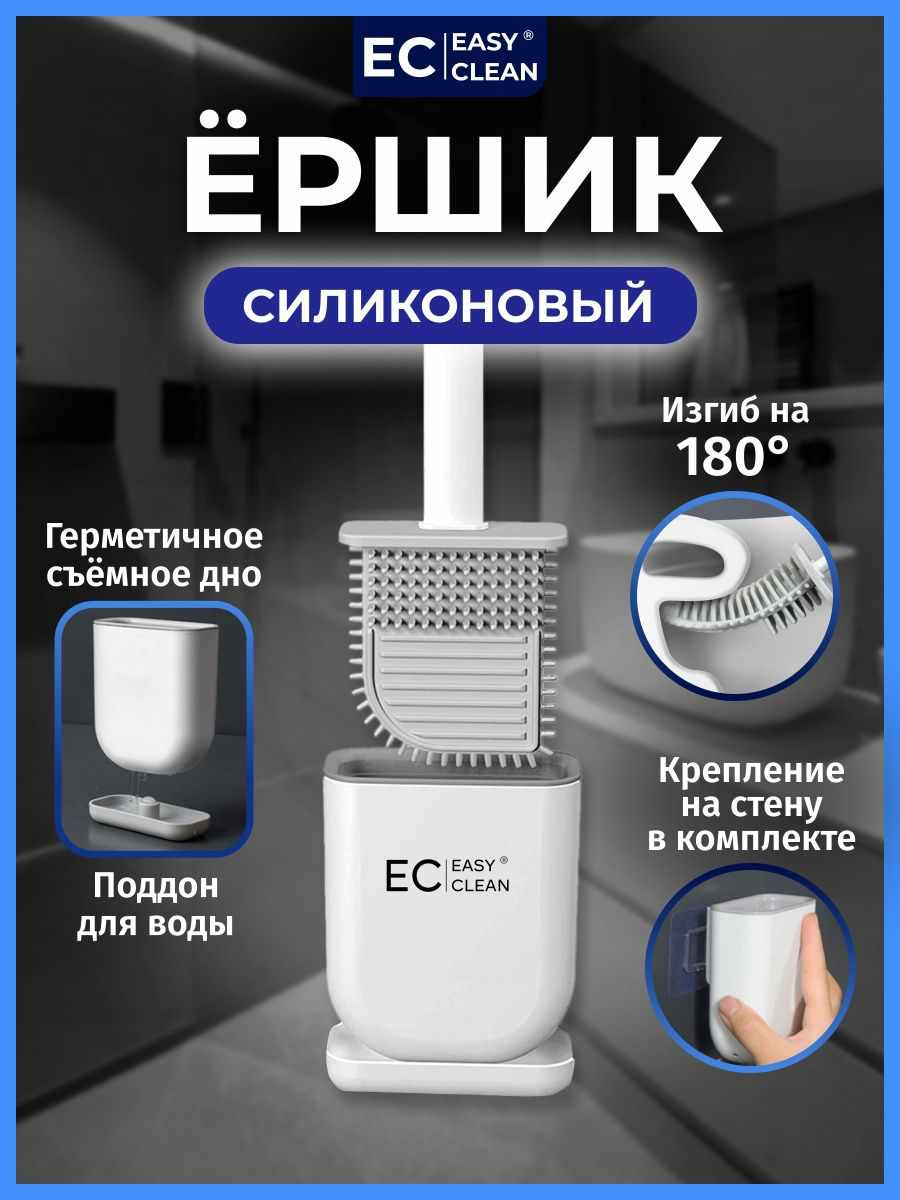 EC EASY ®
CLEAN
ЁРШИК
СИЛИКОНОВЫЙ
Изгиб на
180°
Герметичное
съёмное дно
Поддон
для воды
Крепление
на стену
в комплекте
EC EASY ®
CLEAN